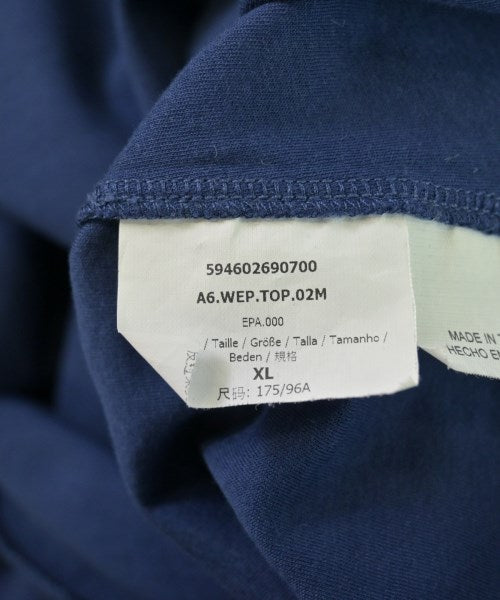 594602690700
A6.WEP.TOP.02M
EPA.000
/ Taille / Größe / Talla / Tamanho /
Beden / 規格
XL
尺码: 175/96A
MADE IN
HECHO E